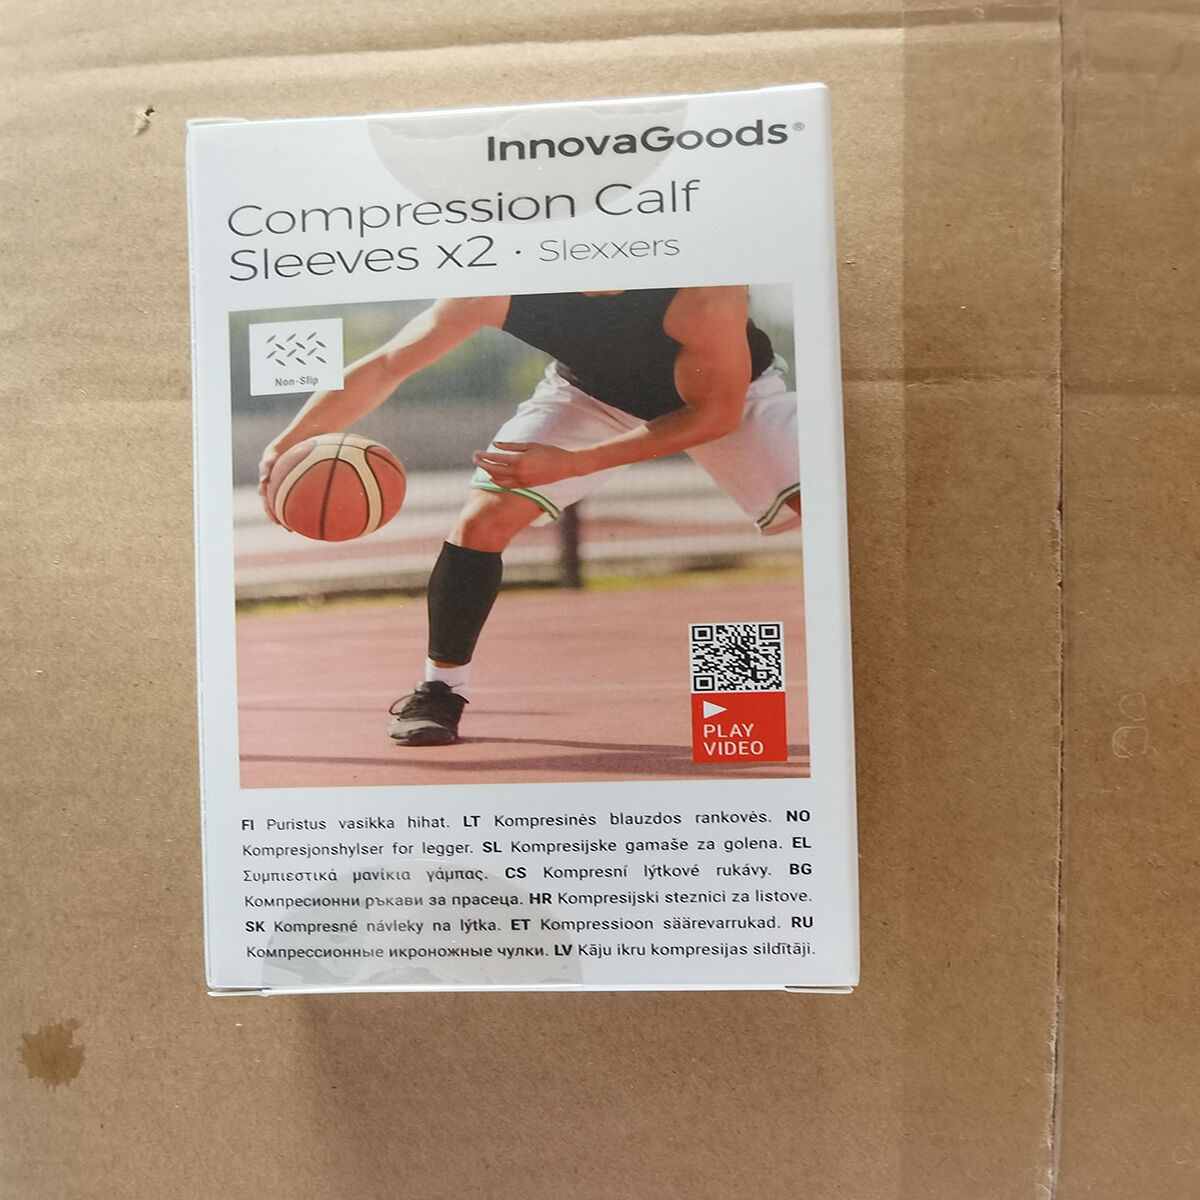 InnovaGoods®
Compression Calf
Sleeves x2 · Slexxers
Non-Slip
PLAY
VIDEO
FI Puristus vasikka hihat. LT Kompresinės blauzdos rankovės. NO
Kompresjonshylser for legger. SL Kompresijske gamaše za golena. EL
Συμπιεστικά μανίκια γάμπας. CS Kompresní lýtkové rukávy. BG
Компресионни ръкави за прасеца. HR Kompresijski steznici za listove.
SK Kompresné návleky na lýtka. ET Kompressioon säärevarrukad. RU
Компрессионные икроножные чулки. LV Kāju ikru kompresijas sildītāji.